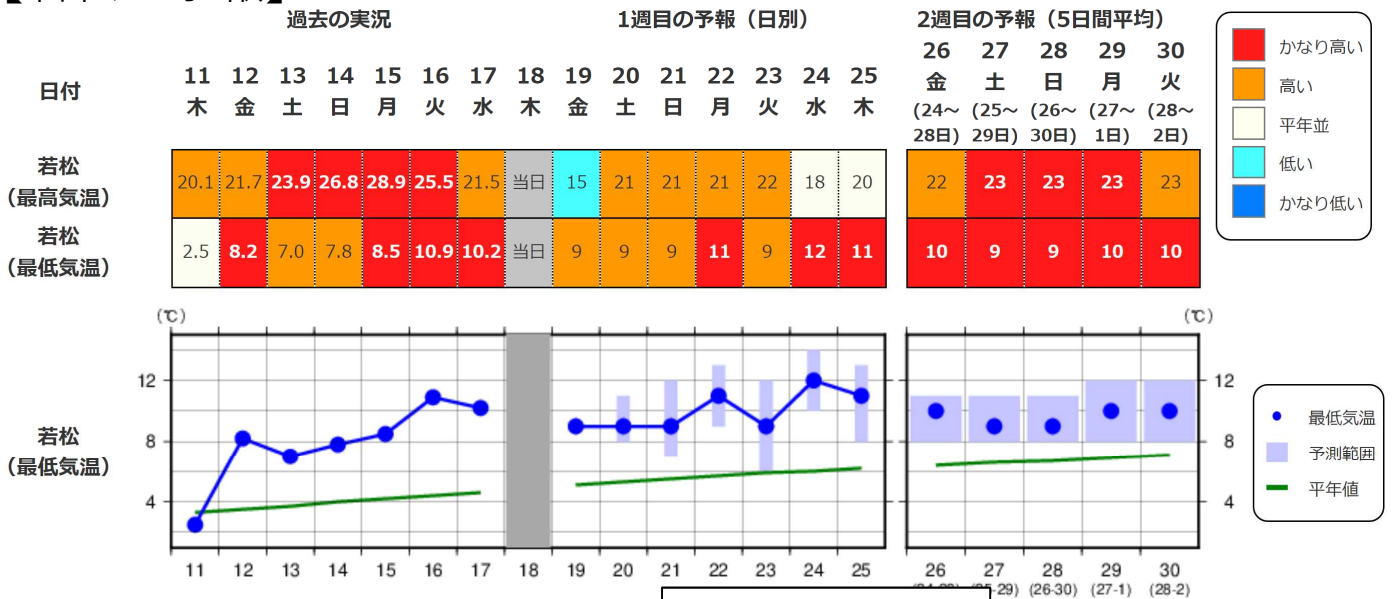 過去の実況 1週目の予報（日別） 2週目の予報（5日間平均）
日付 11 12 13 14 15 16 17 18 19 20 21 22 23 24 25 26 27 28 29 30
木 金 土 日 月 火 水 木 金 土 日 月 火 水 木 金 土 日 月 火
(24～28日) (25～29日) (26～30日) (27～1日) (28～2日)
若松（最高気温） 20.1 21.7 23.9 26.8 28.9 25.5 21.5 当日 15 21 21 21 22 18 20 22 23 23 23 23
若松（最低気温） 2.5 8.2 7.0 7.8 8.5 10.9 10.2 当日 9 9 9 11 9 12 11 10 9 9 10 10
かなり高い
高い
平年並
低い
かなり低い
(℃) (℃)
12 12
8 8
4 4
若松
（最低気温）
11 12 13 14 15 16 17 18 19 20 21 22 23 24 25 26 27 28 29 30
(26-30) (27-1) (28-2)
最低気温
予測範囲
平年値